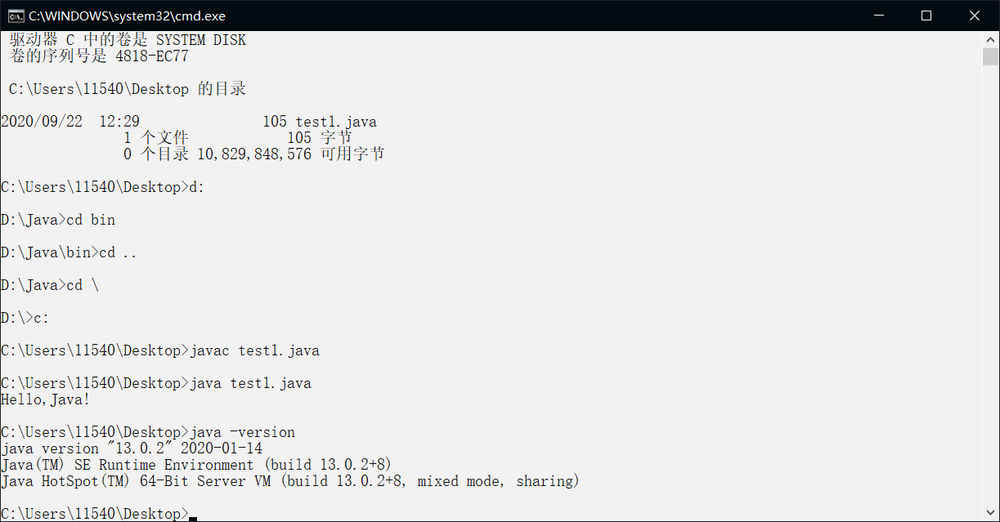 C:\WINDOWS\system32\cmd.exe
驱动器 C 中的卷是 SYSTEM DISK
卷的序列号是 4818-EC77
C:\Users\11540\Desktop 的目录
2020/09/22  12:29               105 test1.java
1 个文件            105 字节
0 个目录 10,829,848,576 可用字节
C:\Users\11540\Desktop>d:
D:\Java>cd bin
D:\Java\bin>cd ..
D:\Java>cd \
D:\>c:
C:\Users\11540\Desktop>javac test1.java
C:\Users\11540\Desktop>java test1.java
Hello,Java!
C:\Users\11540\Desktop>java -version
java version "13.0.2" 2020-01-14
Java(TM) SE Runtime Environment (build 13.0.2+8)
Java HotSpot(TM) 64-Bit Server VM (build 13.0.2+8, mixed mode, sharing)
C:\Users\11540\Desktop>